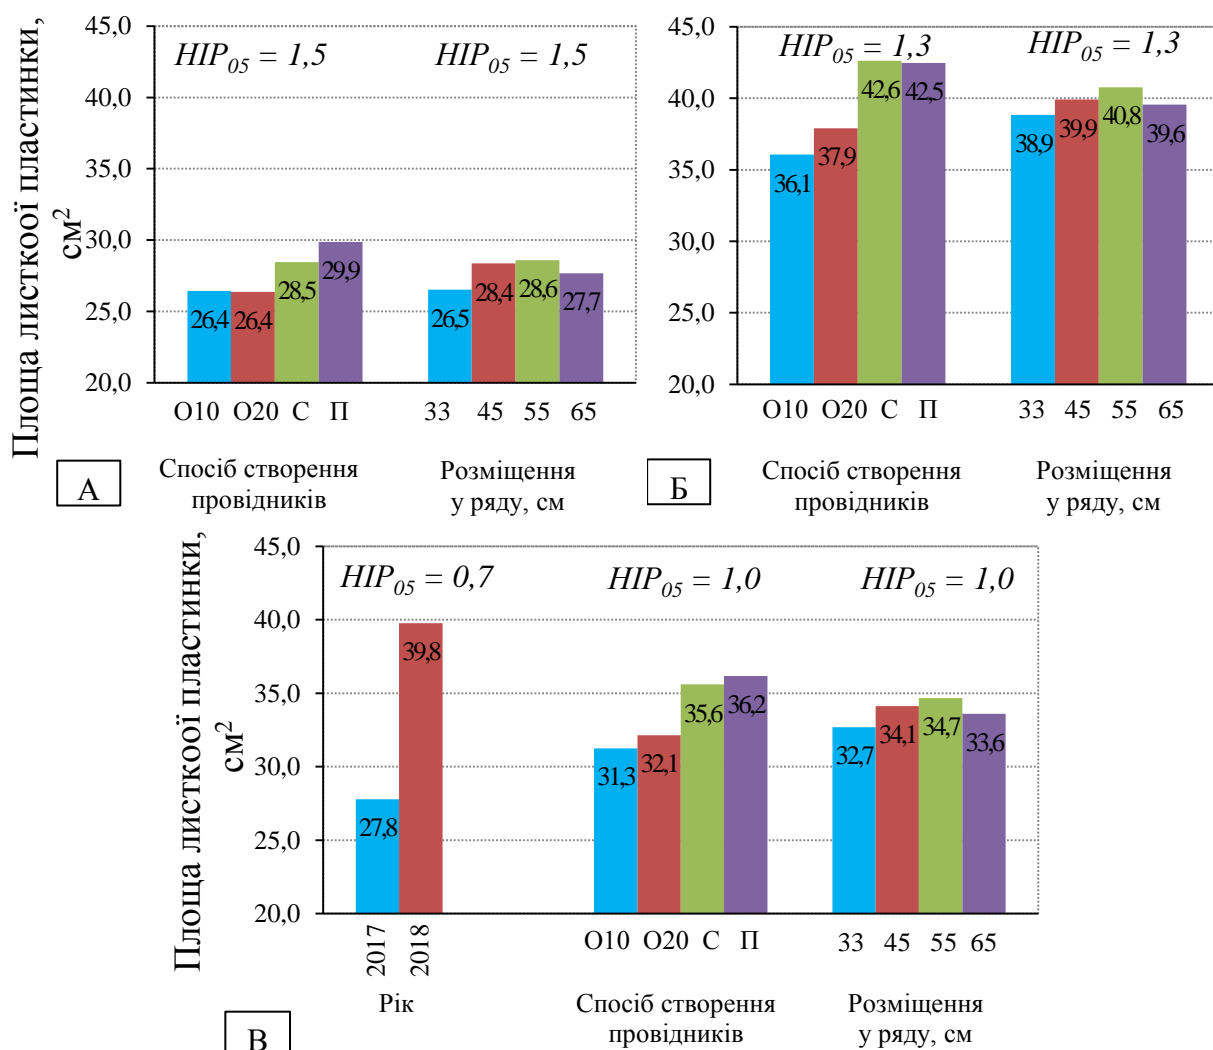 Площа листкоої пластинки,
см²
45,0
40,0
35,0
30,0
25,0
20,0
НІР₀₅ = 1,5
НІР₀₅ = 1,5
26,4
26,4
28,5
29,9
26,5
28,4
28,6
27,7
О10 О20 С П
33 45 55 65
Спосіб створення
провідників
Розміщення
у ряду, см
А
45,0
40,0
35,0
30,0
25,0
20,0
НІР₀₅ = 1,3
НІР₀₅ = 1,3
36,1
37,9
42,6
42,5
38,9
39,9
40,8
39,6
О10 О20 С П
33 45 55 65
Спосіб створення
провідників
Розміщення
у ряду, см
Б
Площа листкоої пластинки,
см²
45,0
40,0
35,0
30,0
25,0
20,0
НІР₀₅ = 0,7
НІР₀₅ = 1,0
НІР₀₅ = 1,0
27,8
39,8
31,3
32,1
35,6
36,2
32,7
34,1
34,7
33,6
2017
2018
О10 О20 С П
33 45 55 65
Рік
Спосіб створення
провідників
Розміщення
у ряду, см
В